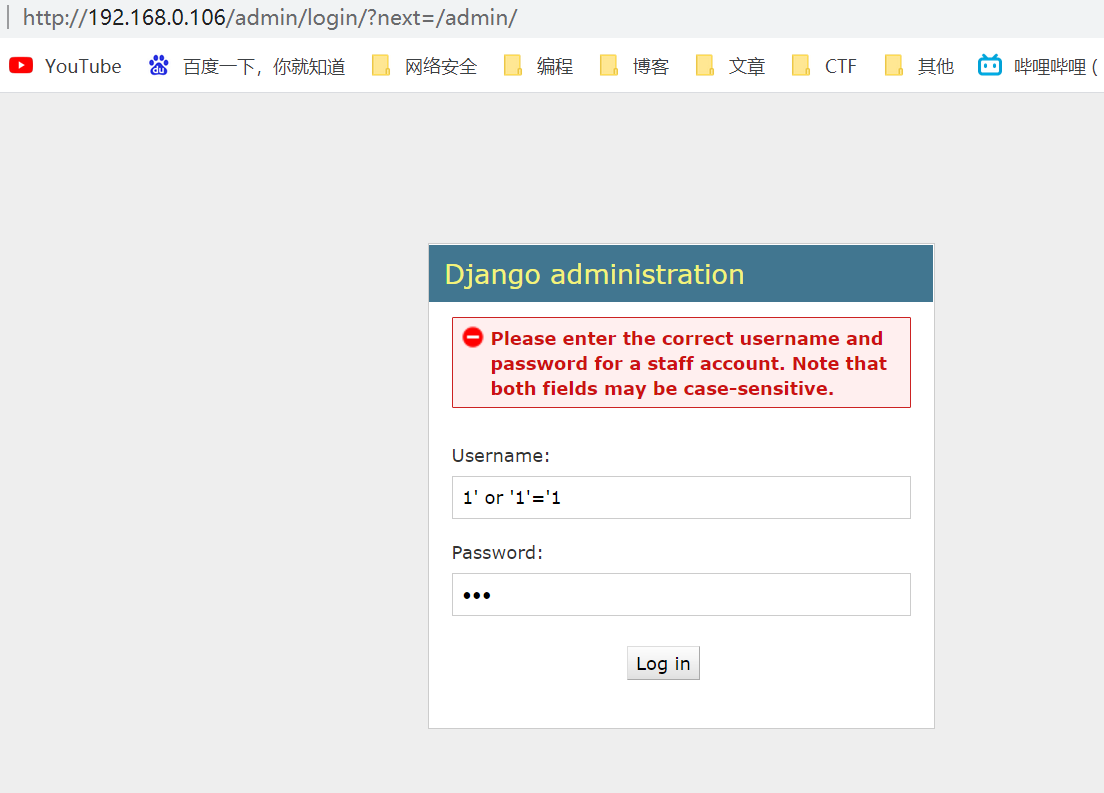 http://192.168.0.106/admin/login/?next=/admin/
YouTube 百度一下，你就知道 网络安全 编程 博客 文章 CTF 其他 哔哩哔哩 (
Django administration
Please enter the correct username and
password for a staff account. Note that
both fields may be case-sensitive.
Username:
1' or '1'='1
Password:
•••
Log in